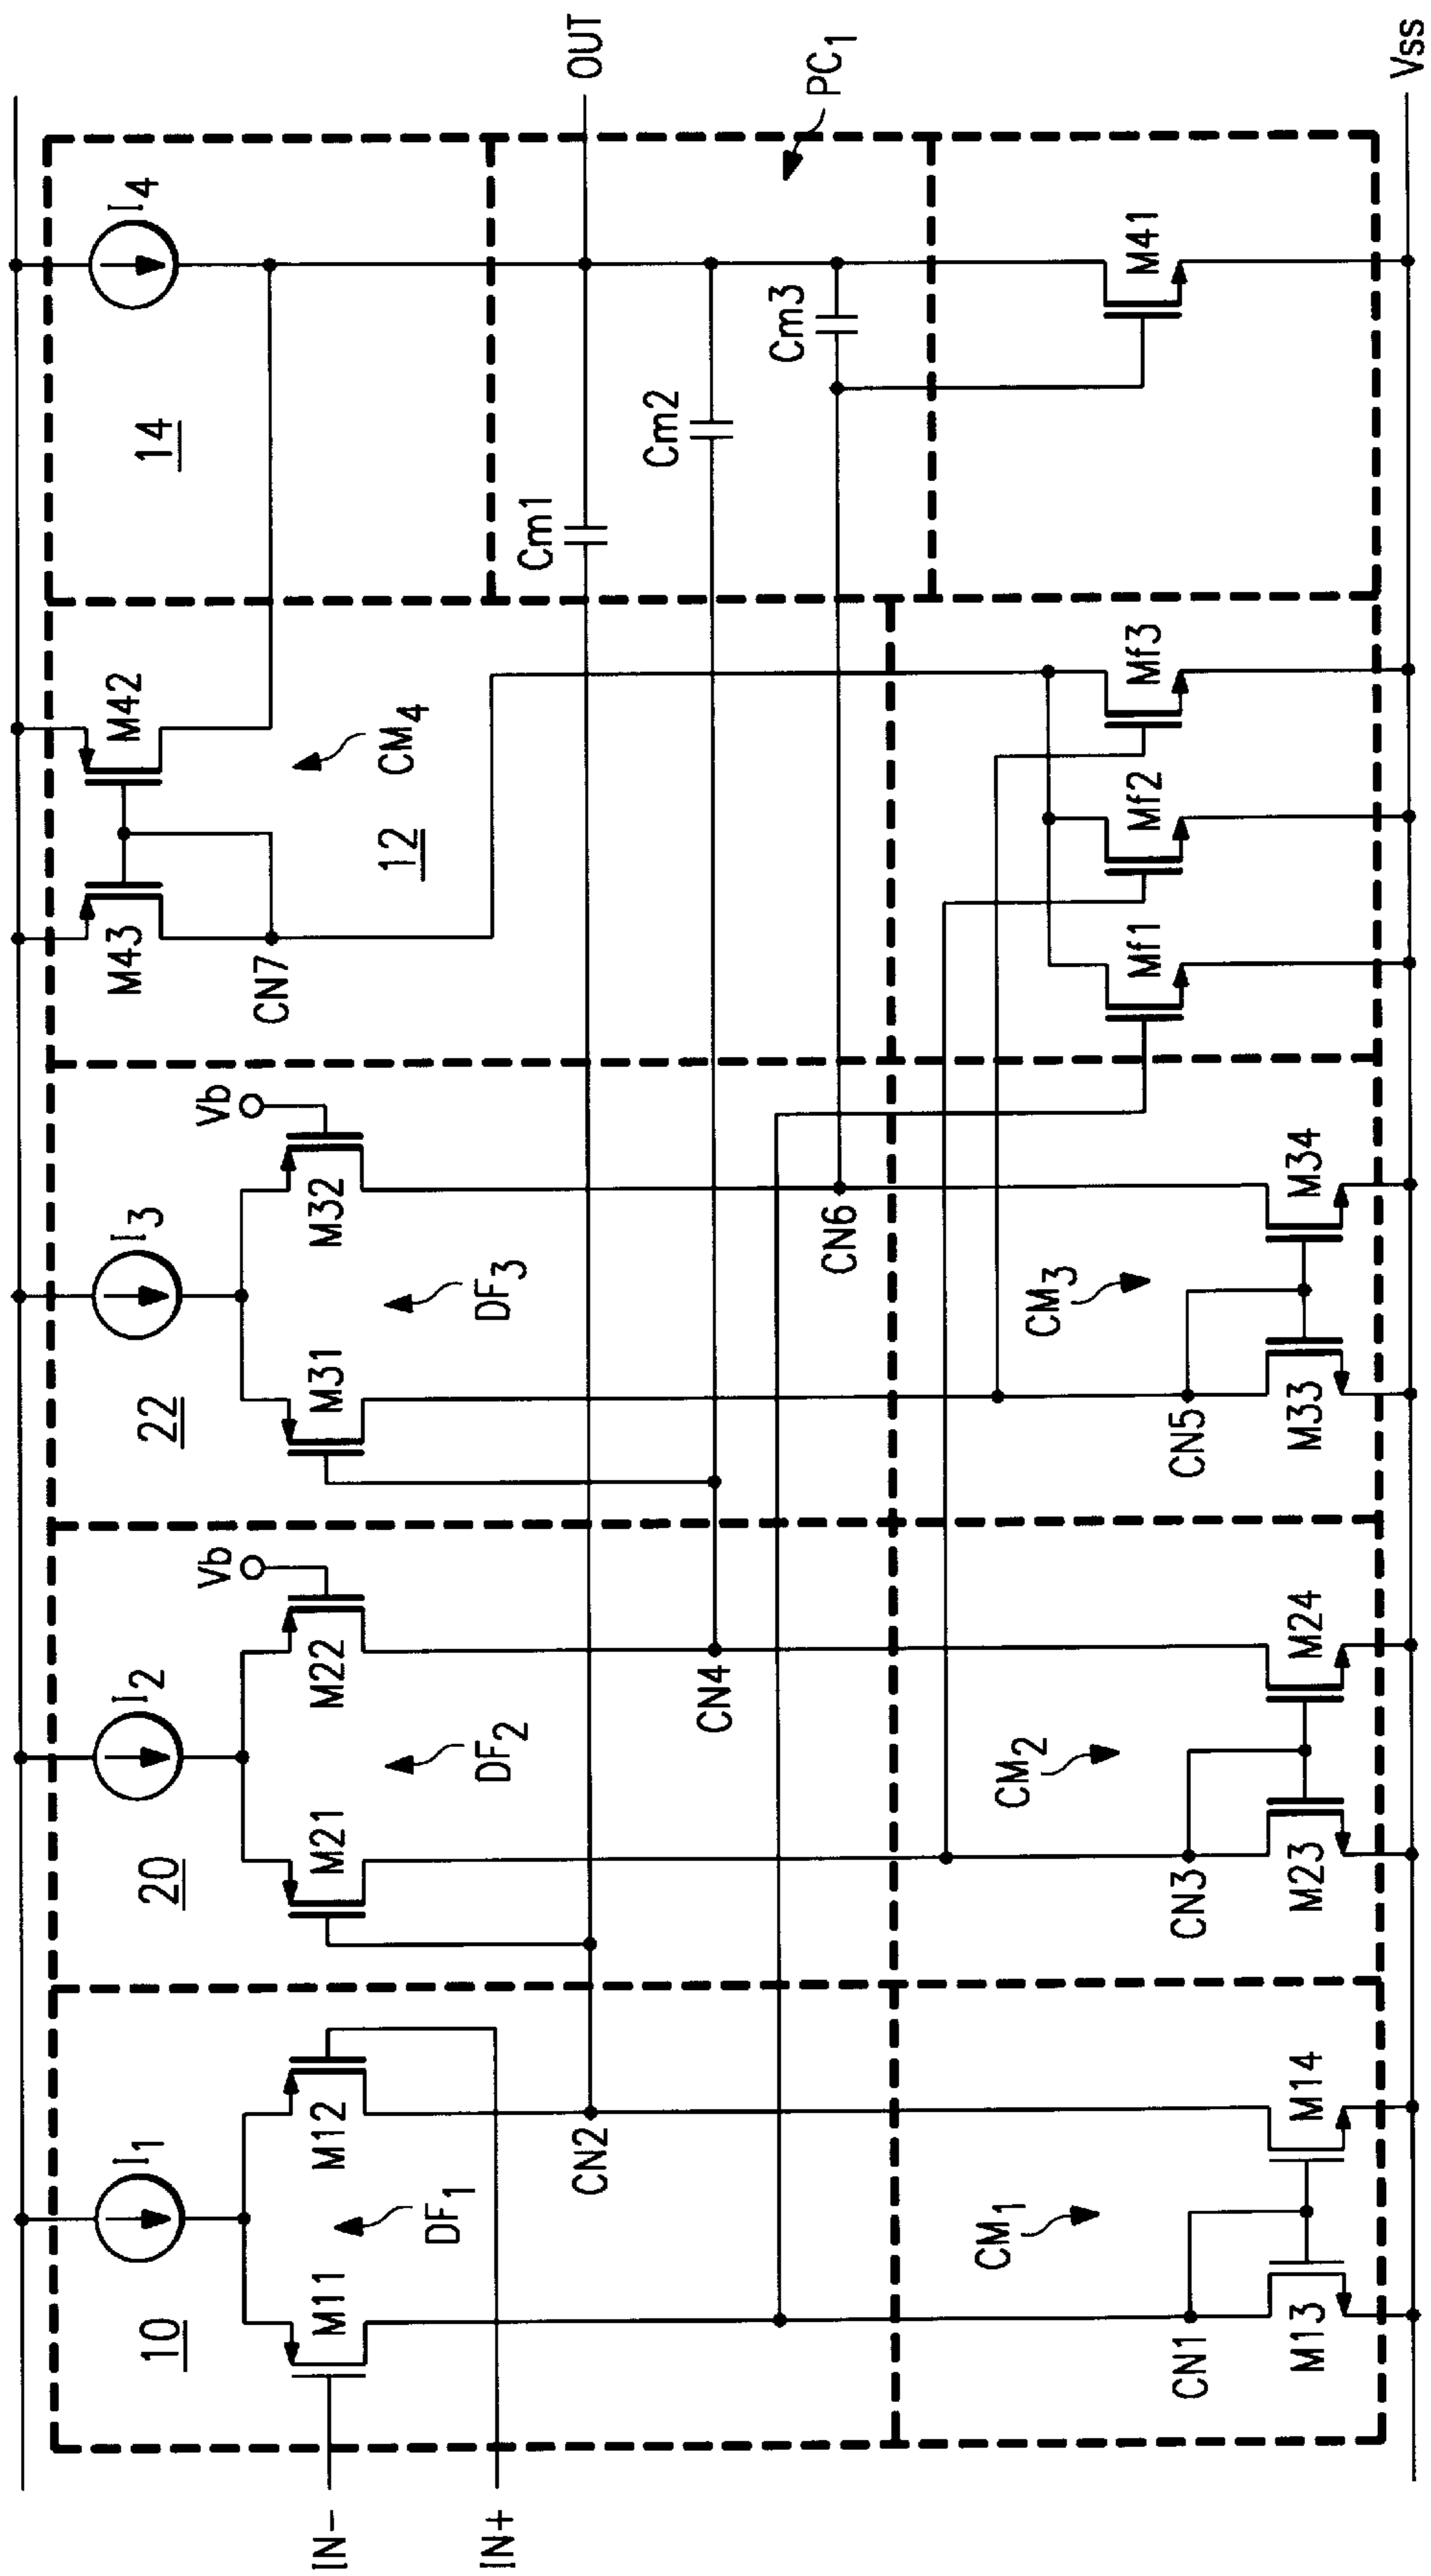 IN-
IN+
10
I1
M11
M12
DF1
CN2
CN1
CM1
M13
M14
20
I2
M21
M22
Vb
DF2
CN4
CN3
CM2
M23
M24
22
I3
M31
M32
Vb
DF3
CN6
CN5
CM3
M33
M34
M43
M42
CN7
12
CM4
Mf1
Mf2
Mf3
14
I4
Cm1
Cm2
Cm3
M41
OUT
PC1
Vss